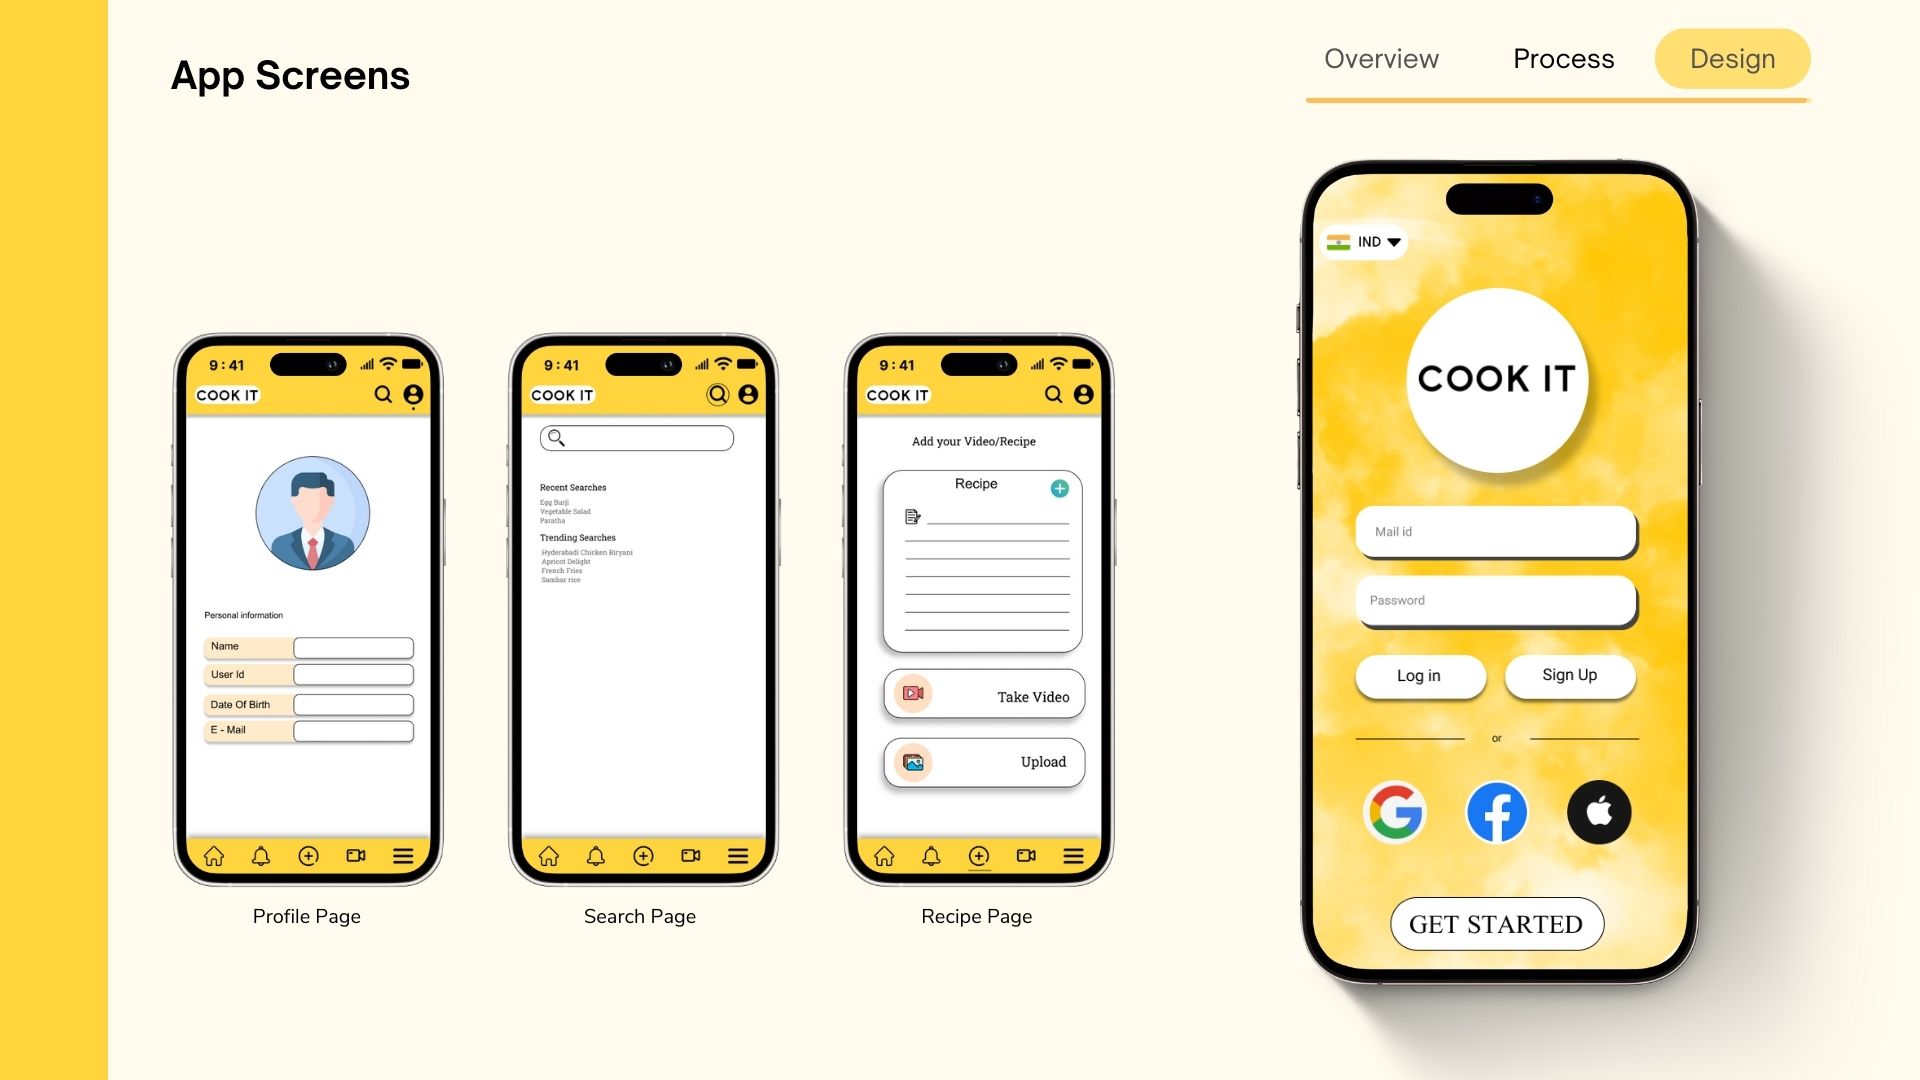 App Screens
Overview
Process
Design
9:41
COOK IT
Personal information
Name
User Id
Date Of Birth
E - Mail
Profile Page
9:41
COOK IT
Recent Searches
Egg Burji
Vegetable Salad
Paratha
Trending Searches
Hyderabadi Chicken Biryani
Apricot Delight
French Fries
Sambar rice
Search Page
9:41
COOK IT
Add your Video/Recipe
Recipe
Take Video
Upload
Recipe Page
IND
COOK IT
Mail id
Password
Log in
Sign Up
or
GET STARTED